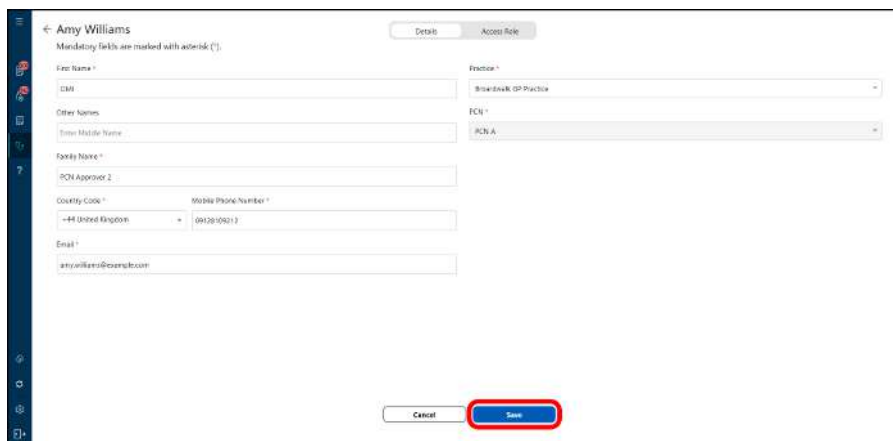 ← Amy Williams
Details
Access Role
Mandatory fields are marked with asterisk (*).
First Name *
Practice *
CMI
Broardwalk GP Practice
Other Names
PCN *
Enter Middle Name
PCN A
Family Name *
PCN Approver 2
Country Code *
Mobile Phone Number *
+44 United Kingdom
09128109212
Email *
amy.williams@example.com
?
Cancel
Save